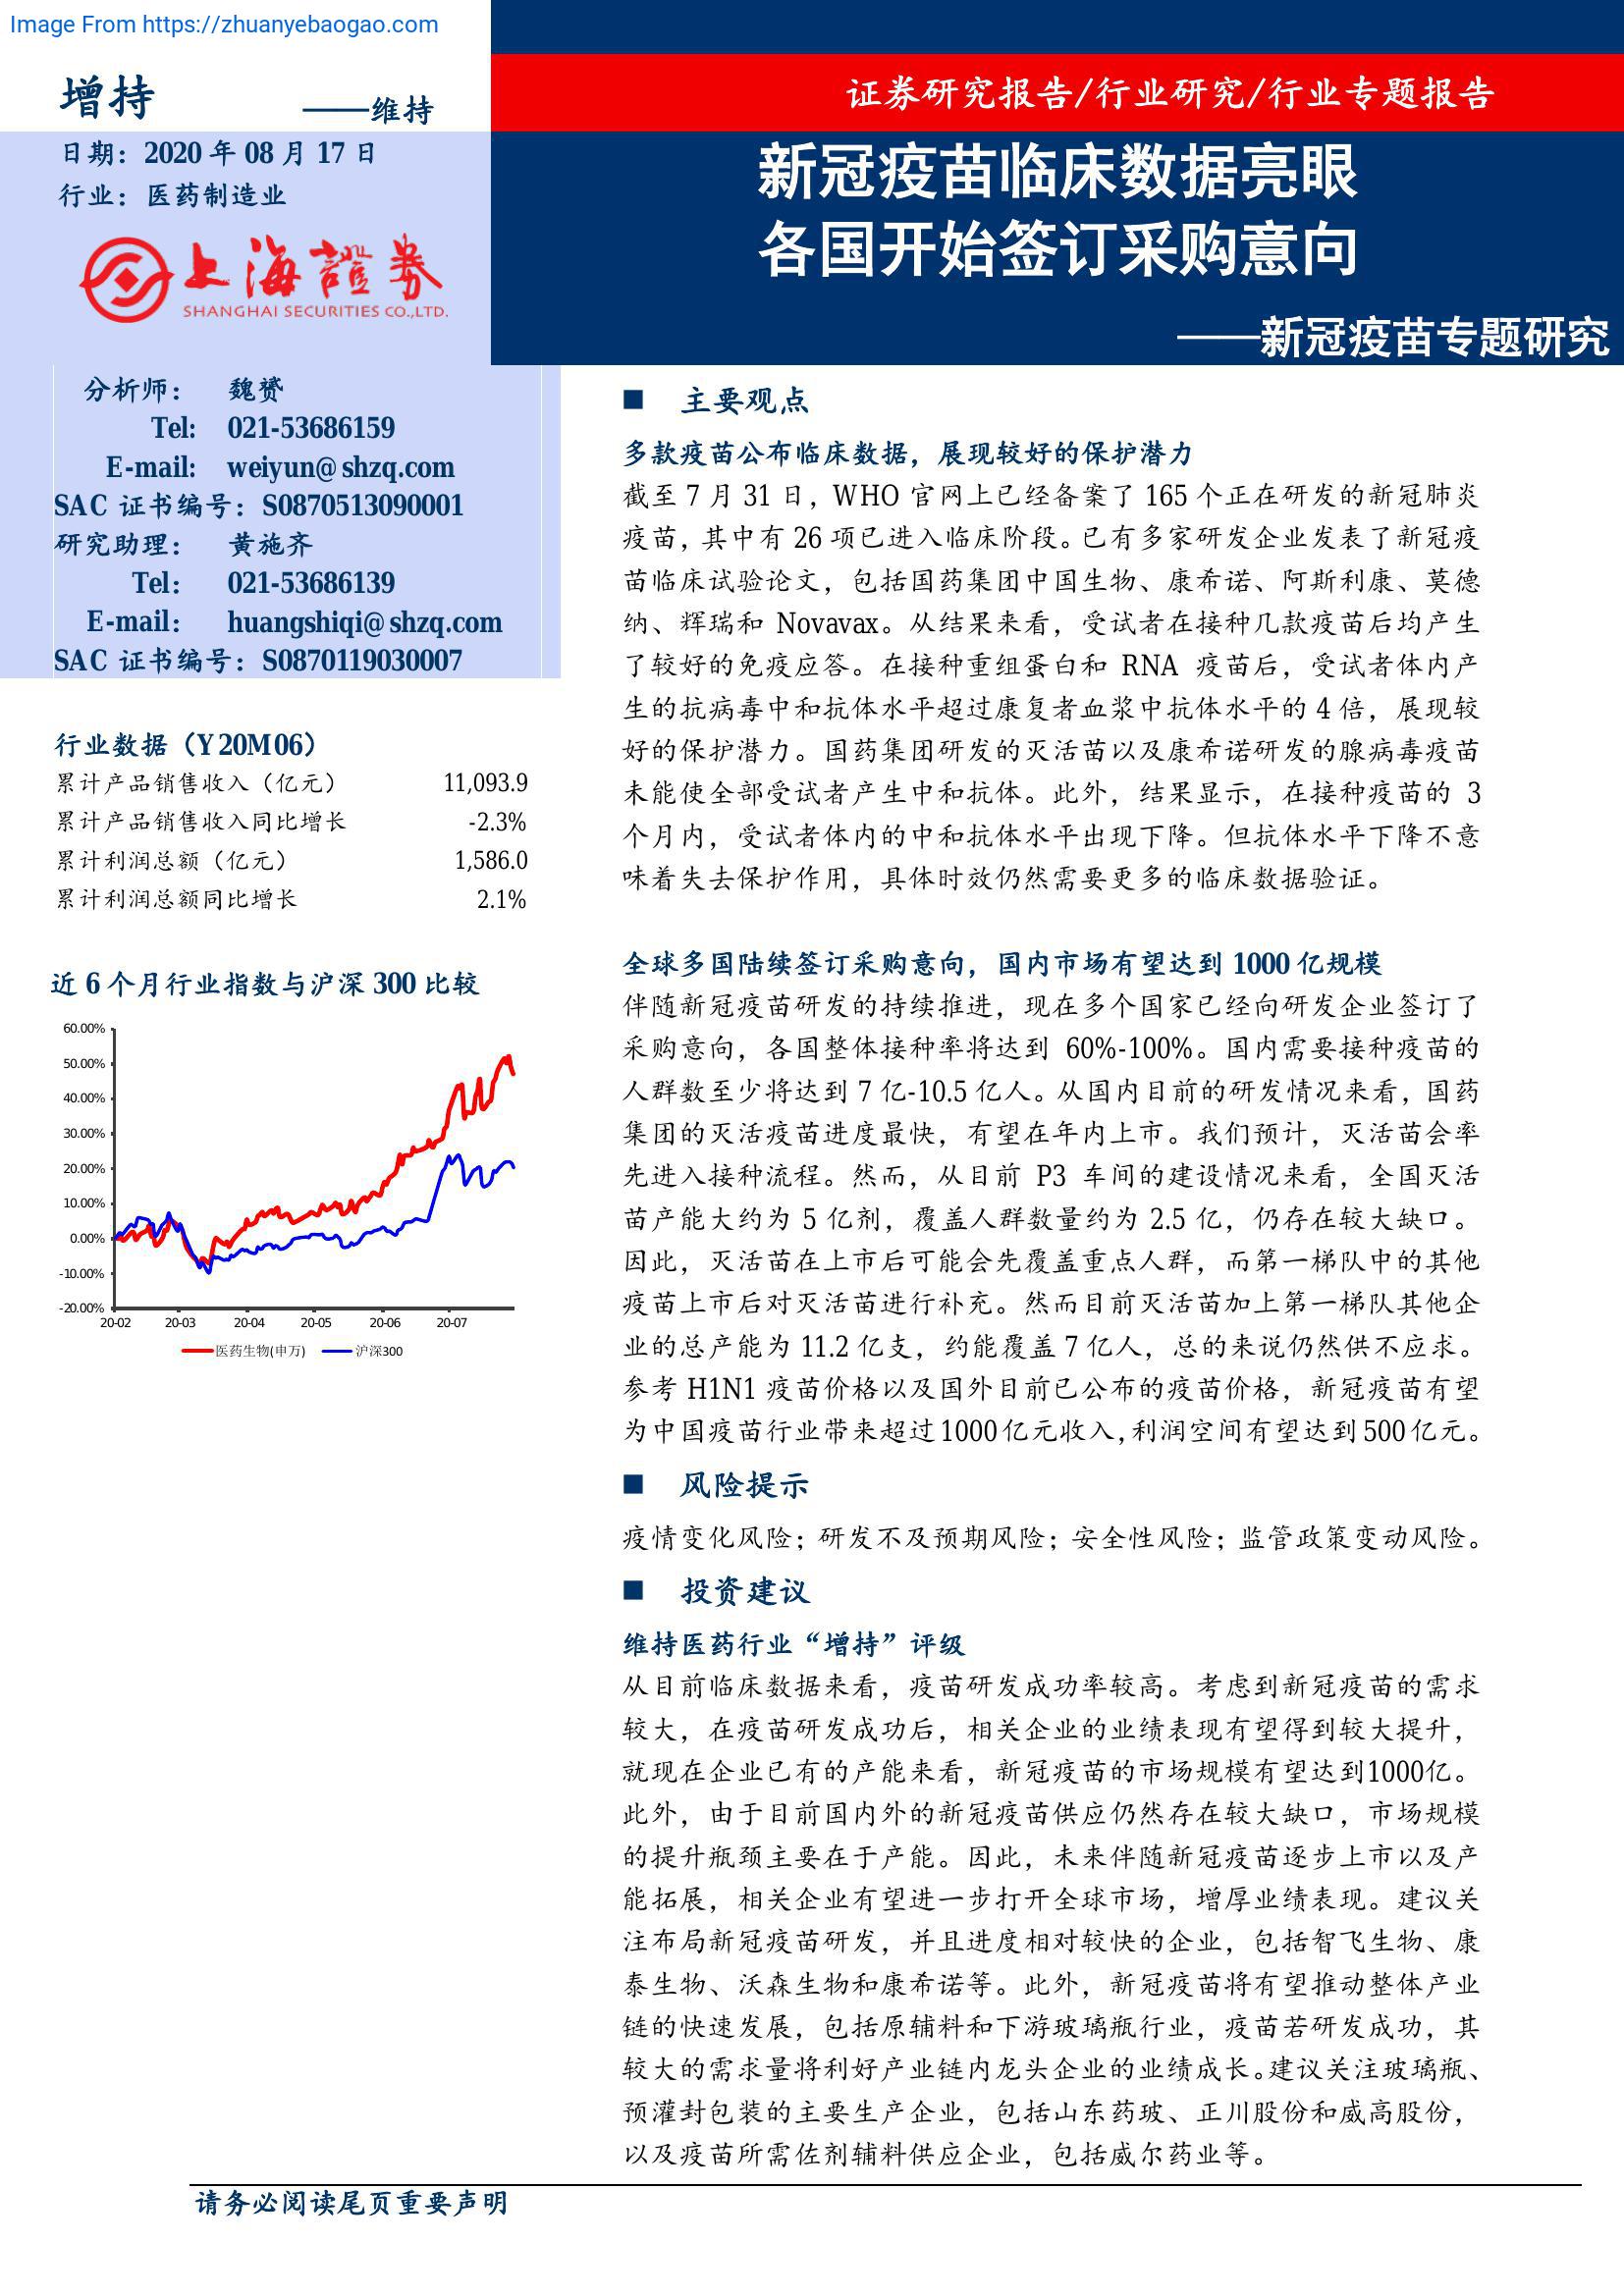 Image From https://zhuanyebaogao.com
增持 ——维持
证券研究报告/行业研究/行业专题报告
日期：2020年08月17日
行业：医药制造业
上海證券
SHANGHAI SECURITIES CO.,LTD.
新冠疫苗临床数据亮眼
各国开始签订采购意向
——新冠疫苗专题研究
分析师： 魏赟
Tel: 021-53686159
E-mail: weiyun@shzq.com
SAC 证书编号：S0870513090001
研究助理： 黄施齐
Tel： 021-53686139
E-mail： huangshiqi@shzq.com
SAC 证书编号：S0870119030007
行业数据（Y20M06）
累计产品销售收入（亿元） 11,093.9
累计产品销售收入同比增长 -2.3%
累计利润总额（亿元） 1,586.0
累计利润总额同比增长 2.1%
近 6 个月行业指数与沪深 300 比较
60.00%
50.00%
40.00%
30.00%
20.00%
10.00%
0.00%
-10.00%
-20.00%
20-02 20-03 20-04 20-05 20-06 20-07
医药生物(申万) 沪深300
■ 主要观点
多款疫苗公布临床数据，展现较好的保护潜力
截至 7 月 31 日，WHO 官网上已经备案了 165 个正在研发的新冠肺炎
疫苗，其中有 26 项已进入临床阶段。已有多家研发企业发表了新冠疫
苗临床试验论文，包括国药集团中国生物、康希诺、阿斯利康、莫德
纳、辉瑞和 Novavax。从结果来看，受试者在接种几款疫苗后均产生
了较好的免疫应答。在接种重组蛋白和 RNA 疫苗后，受试者体内产
生的抗病毒中和抗体水平超过康复者血浆中抗体水平的 4 倍，展现较
好的保护潜力。国药集团研发的灭活苗以及康希诺研发的腺病毒疫苗
未能使全部受试者产生中和抗体。此外，结果显示，在接种疫苗的 3
个月内，受试者体内的中和抗体水平出现下降。但抗体水平下降不意
味着失去保护作用，具体时效仍然需要更多的临床数据验证。
全球多国陆续签订采购意向，国内市场有望达到 1000 亿规模
伴随新冠疫苗研发的持续推进，现在多个国家已经向研发企业签订了
采购意向，各国整体接种率将达到 60%-100%。国内需要接种疫苗的
人群数至少将达到 7 亿-10.5 亿人。从国内目前的研发情况来看，国药
集团的灭活疫苗进度最快，有望在年内上市。我们预计，灭活苗会率
先进入接种流程。然而，从目前 P3 车间的建设情况来看，全国灭活
苗产能大约为 5 亿剂，覆盖人群数量约为 2.5 亿，仍存在较大缺口。
因此，灭活苗在上市后可能会先覆盖重点人群，而第一梯队中的其他
疫苗上市后对灭活苗进行补充。然而目前灭活苗加上第一梯队其他企
业的总产能为 11.2 亿支，约能覆盖 7 亿人，总的来说仍然供不应求。
参考 H1N1 疫苗价格以及国外目前已公布的疫苗价格，新冠疫苗有望
为中国疫苗行业带来超过1000亿元收入,利润空间有望达到500亿元。
■ 风险提示
疫情变化风险；研发不及预期风险；安全性风险；监管政策变动风险。
■ 投资建议
维持医药行业“增持”评级
从目前临床数据来看，疫苗研发成功率较高。考虑到新冠疫苗的需求
较大，在疫苗研发成功后，相关企业的业绩表现有望得到较大提升，
就现在企业已有的产能来看，新冠疫苗的市场规模有望达到1000亿。
此外，由于目前国内外的新冠疫苗供应仍然存在较大缺口，市场规模
的提升瓶颈主要在于产能。因此，未来伴随新冠疫苗逐步上市以及产
能拓展，相关企业有望进一步打开全球市场，增厚业绩表现。建议关
注布局新冠疫苗研发，并且进度相对较快的企业，包括智飞生物、康
泰生物、沃森生物和康希诺等。此外，新冠疫苗将有望推动整体产业
链的快速发展，包括原辅料和下游玻璃瓶行业，疫苗若研发成功，其
较大的需求量将利好产业链内龙头企业的业绩成长。建议关注玻璃瓶、
预灌封包装的主要生产企业，包括山东药玻、正川股份和威高股份，
以及疫苗所需佐剂辅料供应企业，包括威尔药业等。
请务必阅读尾页重要声明